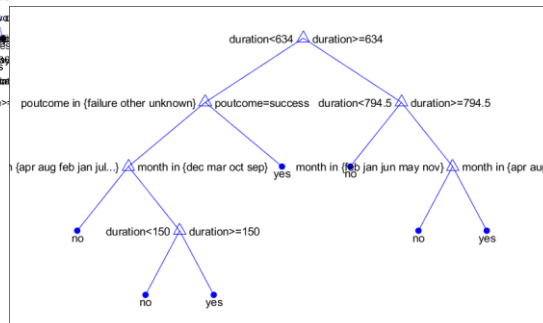 duration<634 duration>=634
poutcome in {failure other unknown} poutcome=success duration<794.5 duration>=794.5
{apr aug feb jan jul...} month in {dec mar oct sep} yes month in {feb jan jun may nov} no month in {apr aug
no duration<150 duration>=150 no yes
no yes